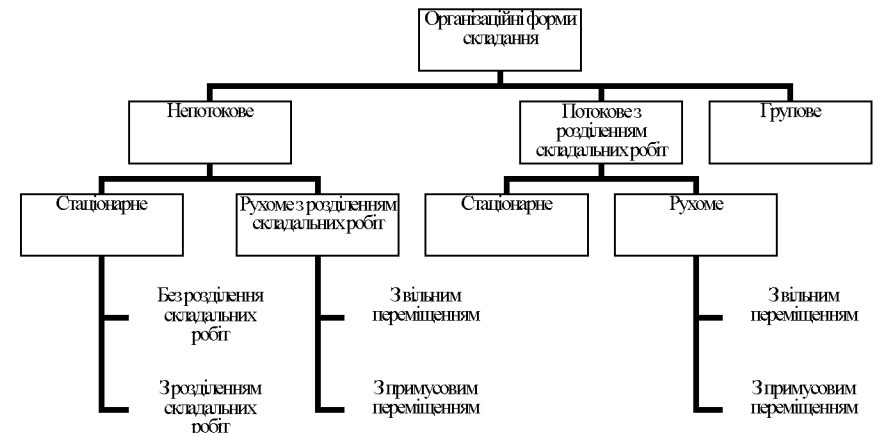 Організаційні форми
складання
Непотокове
Потокове з
розділенням
складальних робіт
Групове
Стаціонарне
Рухоме з розділенням
складальних робіт
Стаціонарне
Рухоме
Без розділення
складальних
робіт
З розділенням
складальних
робіт
З вільним
переміщенням
З примусовим
переміщенням
З вільним
переміщенням
З примусовим
переміщенням